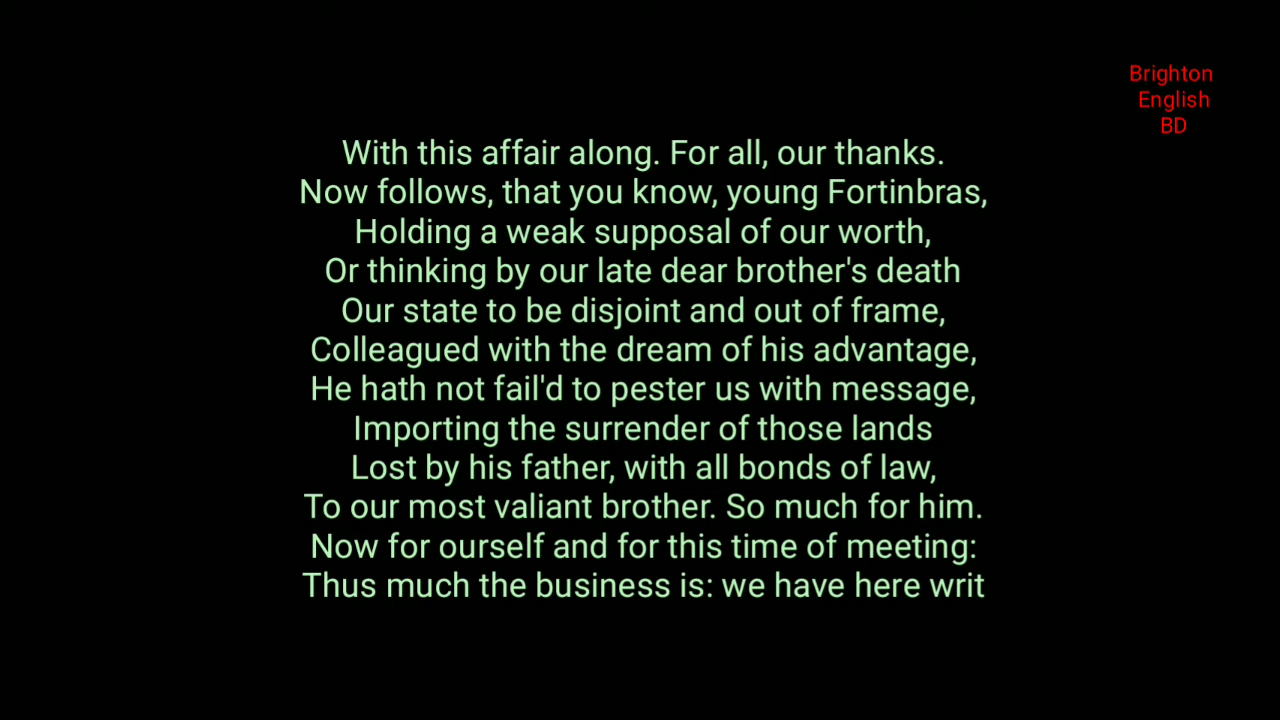 Brighton
English
BD
With this affair along. For all, our thanks.
Now follows, that you know, young Fortinbras,
Holding a weak supposal of our worth,
Or thinking by our late dear brother's death
Our state to be disjoint and out of frame,
Colleagued with the dream of his advantage,
He hath not fail'd to pester us with message,
Importing the surrender of those lands
Lost by his father, with all bonds of law,
To our most valiant brother. So much for him.
Now for ourself and for this time of meeting:
Thus much the business is: we have here writ